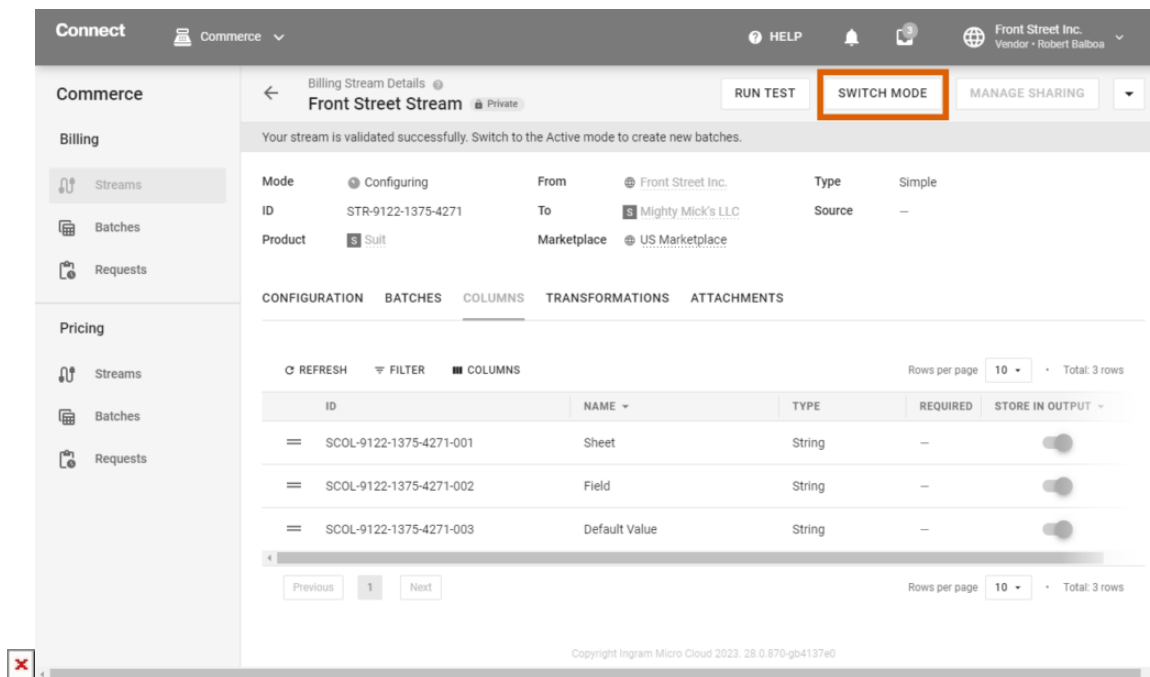 Connect
Commerce
HELP
3
Front Street Inc.
Vendor • Robert Balboa
Commerce
Billing
Streams
Batches
Requests
Pricing
Streams
Batches
Requests
Billing Stream Details
Front Street Stream Private
RUN TEST
SWITCH MODE
MANAGE SHARING
Your stream is validated successfully. Switch to the Active mode to create new batches.
Mode Configuring From Front Street Inc. Type Simple
ID STR-9122-1375-4271 To S Mighty Mick's LLC Source –
Product S Suit Marketplace US Marketplace
CONFIGURATION BATCHES COLUMNS TRANSFORMATIONS ATTACHMENTS
REFRESH FILTER COLUMNS Rows per page 10 • Total: 3 rows
ID NAME TYPE REQUIRED STORE IN OUTPUT
SCOL-9122-1375-4271-001 Sheet String –
SCOL-9122-1375-4271-002 Field String –
SCOL-9122-1375-4271-003 Default Value String –
Previous 1 Next Rows per page 10 • Total: 3 rows
Copyright Ingram Micro Cloud 2023. 28.0.870-gb4137e0